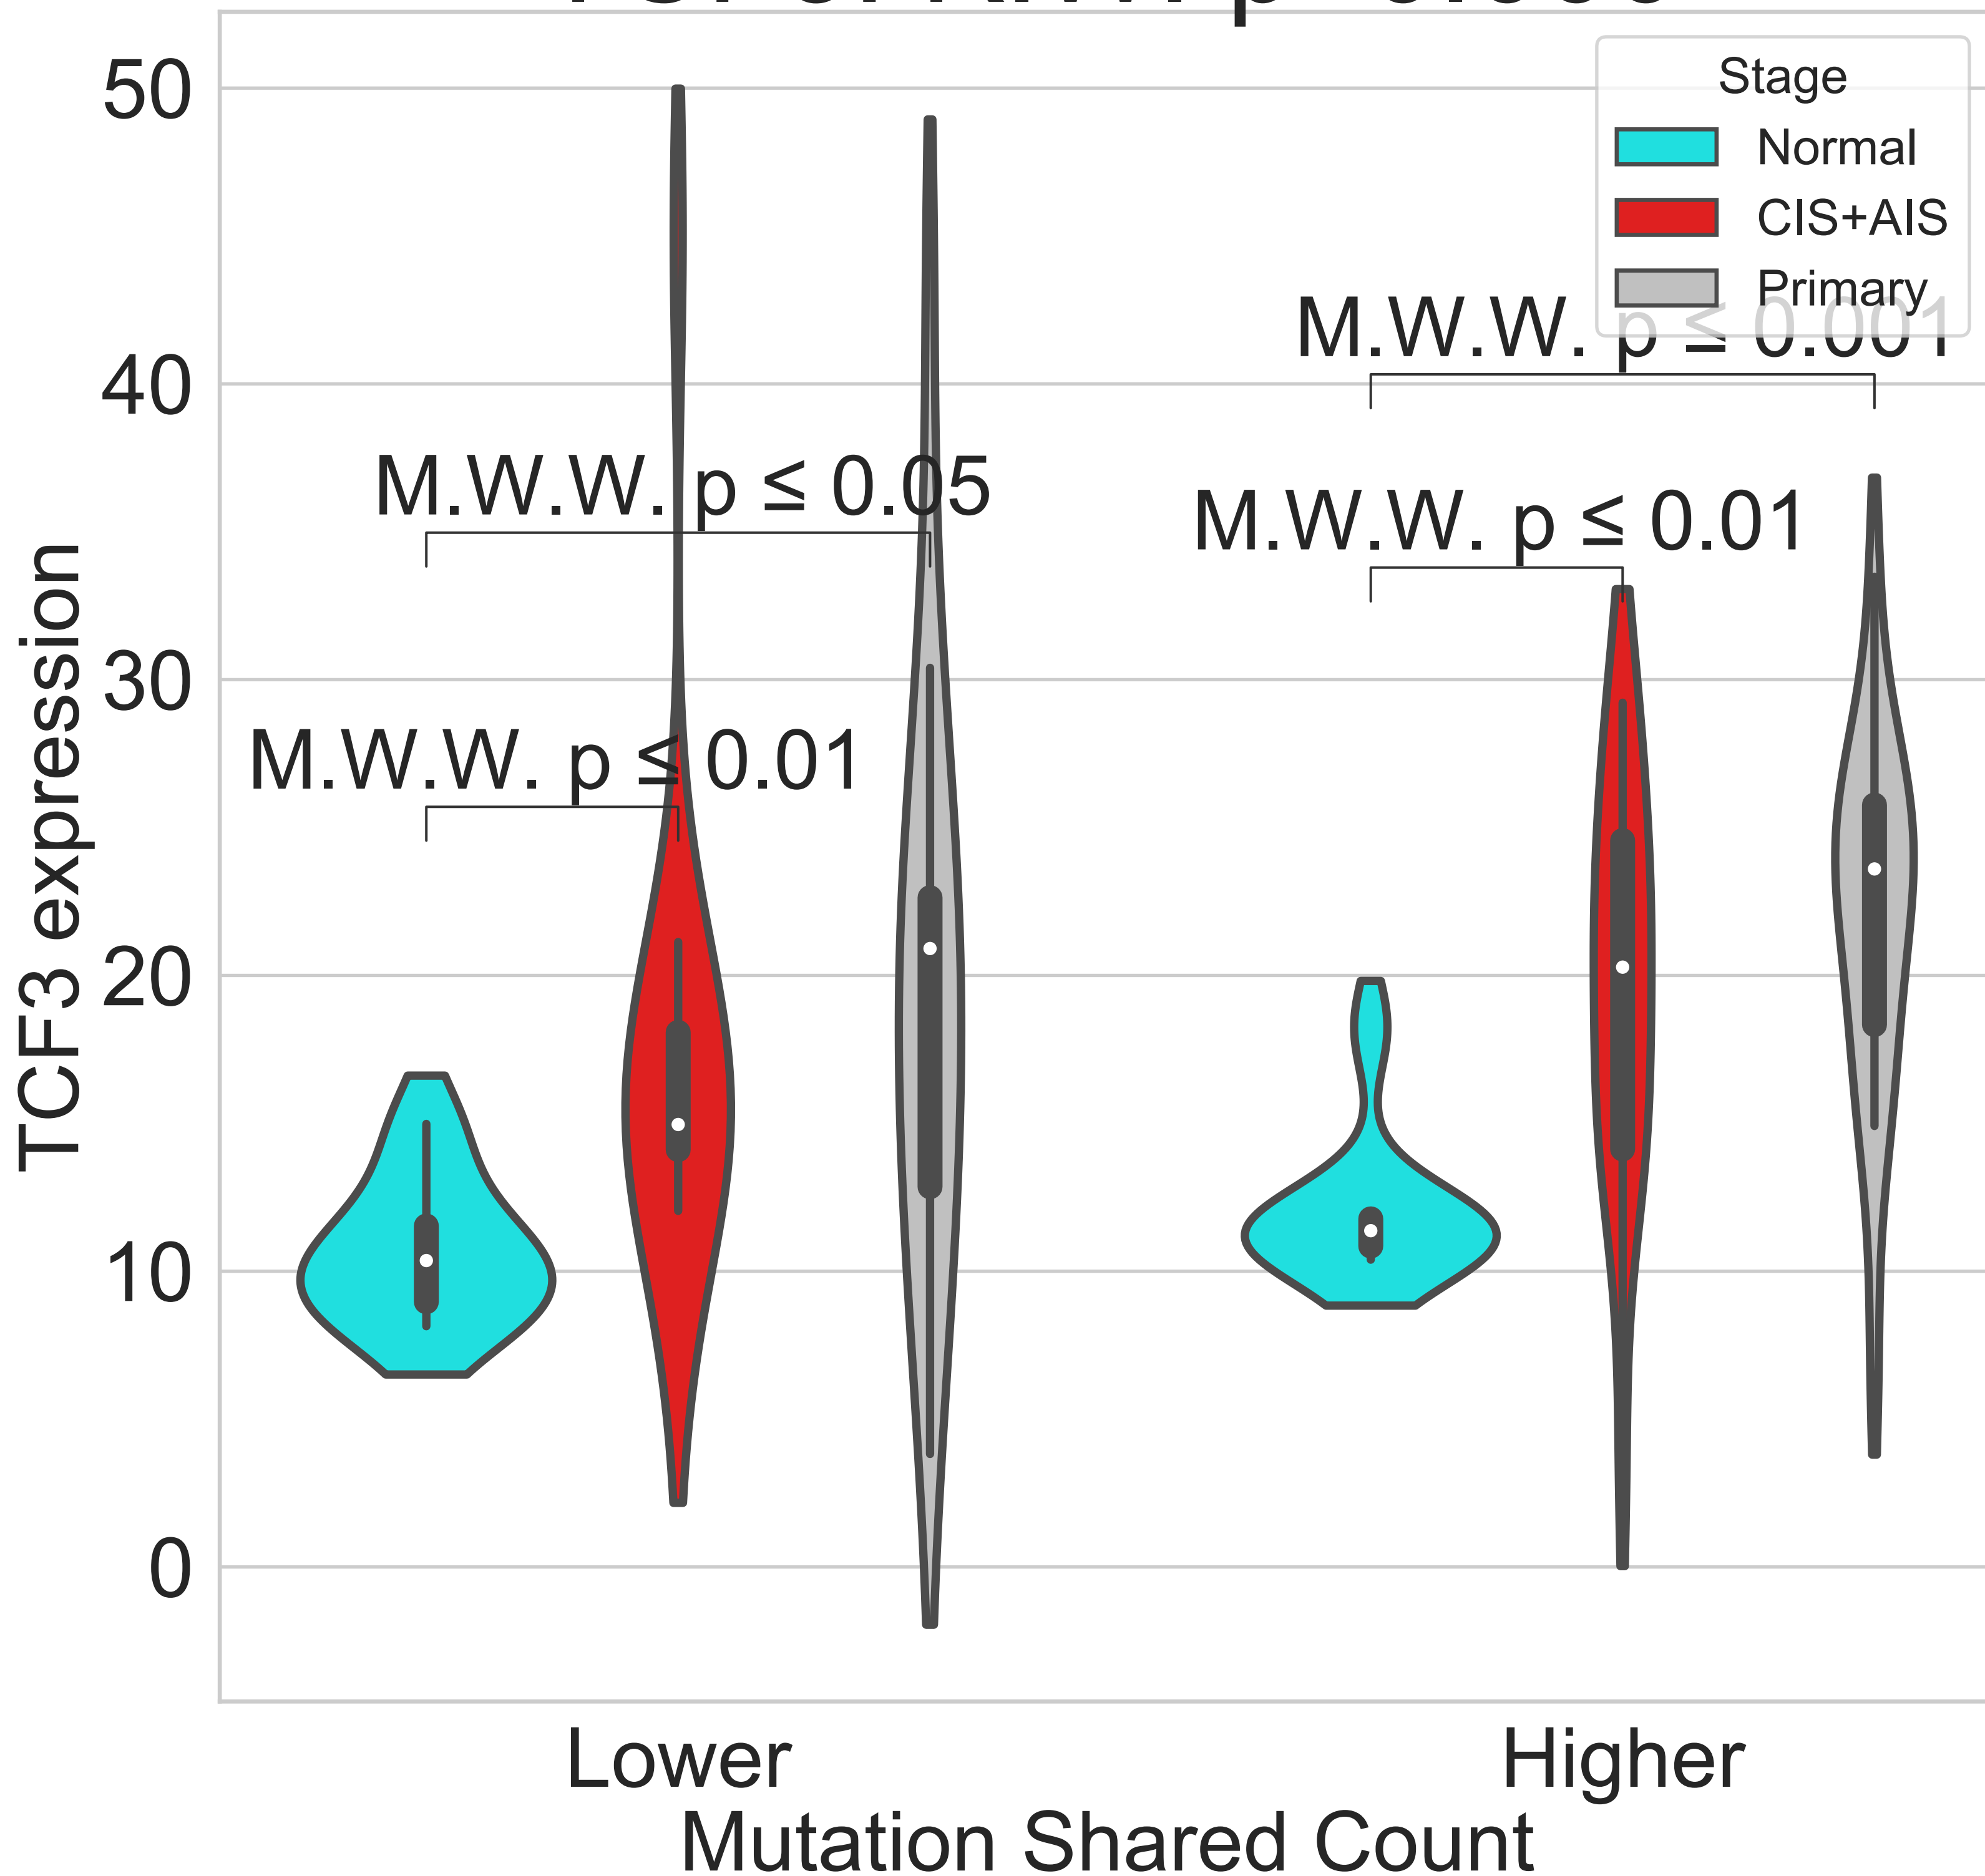 50
Stage
Normal
CIS+AIS
Primary
M.W.W. p ≤ 0.001
40
M.W.W. p ≤ 0.05
M.W.W. p ≤ 0.01
30
M.W.W. p ≤ 0.01
TCF3 expression
20
10
0
Lower
Higher
Mutation Shared Count